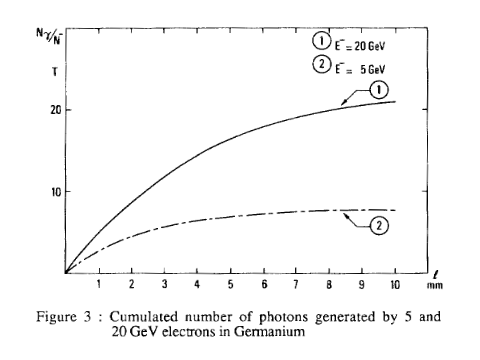 Nγ/N⁻
① E⁻ = 20 GeV
② E⁻ = 5 GeV
T
①
20
10
②
1 2 3 4 5 6 7 8 9 10 ℓ
mm
Figure 3 : Cumulated number of photons generated by 5 and
20 GeV electrons in Germanium